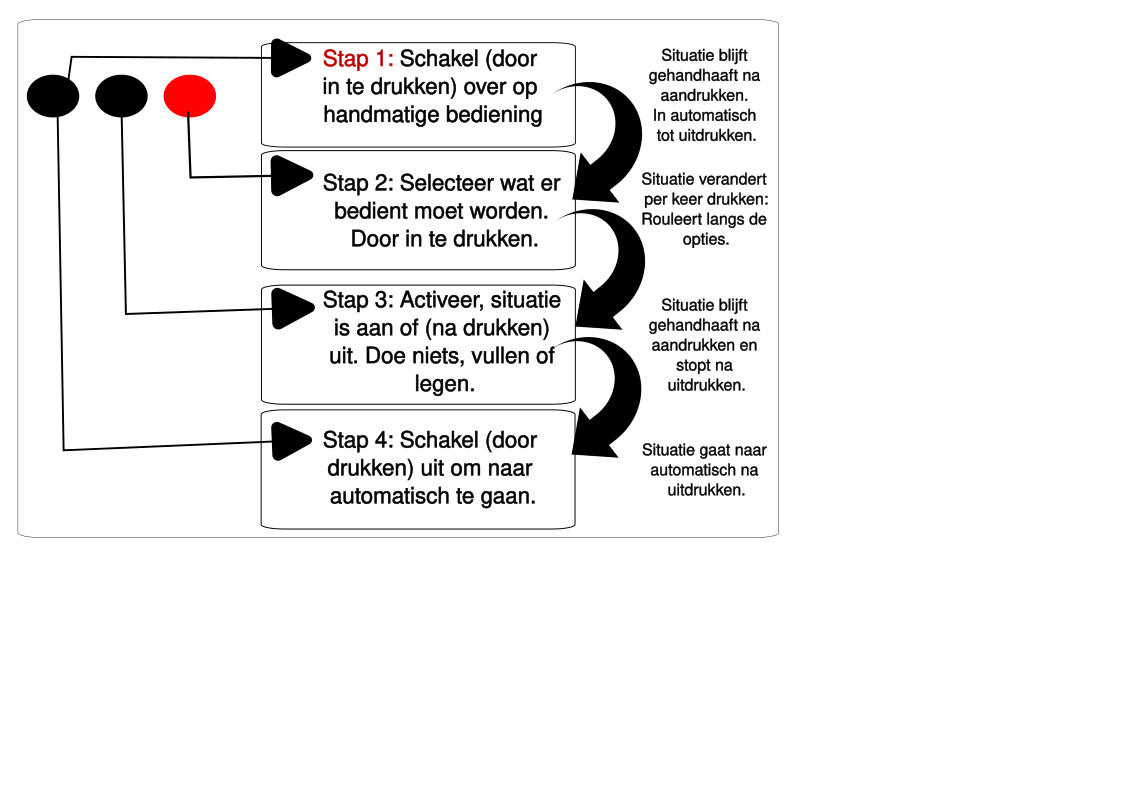 Stap 1: Schakel (door
in te drukken) over op
handmatige bediening
Situatie blijft
gehandhaaft na
aandrukken.
In automatisch
tot uitdrukken.
Stap 2: Selecteer wat er
bedient moet worden.
Door in te drukken.
Situatie verandert
per keer drukken:
Rouleert langs de
opties.
Stap 3: Activeer, situatie
is aan of (na drukken)
uit. Doe niets, vullen of
legen.
Situatie blijft
gehandhaaft na
aandrukken en
stopt na
uitdrukken.
Stap 4: Schakel (door
drukken) uit om naar
automatisch te gaan.
Situatie gaat naar
automatisch na
uitdrukken.